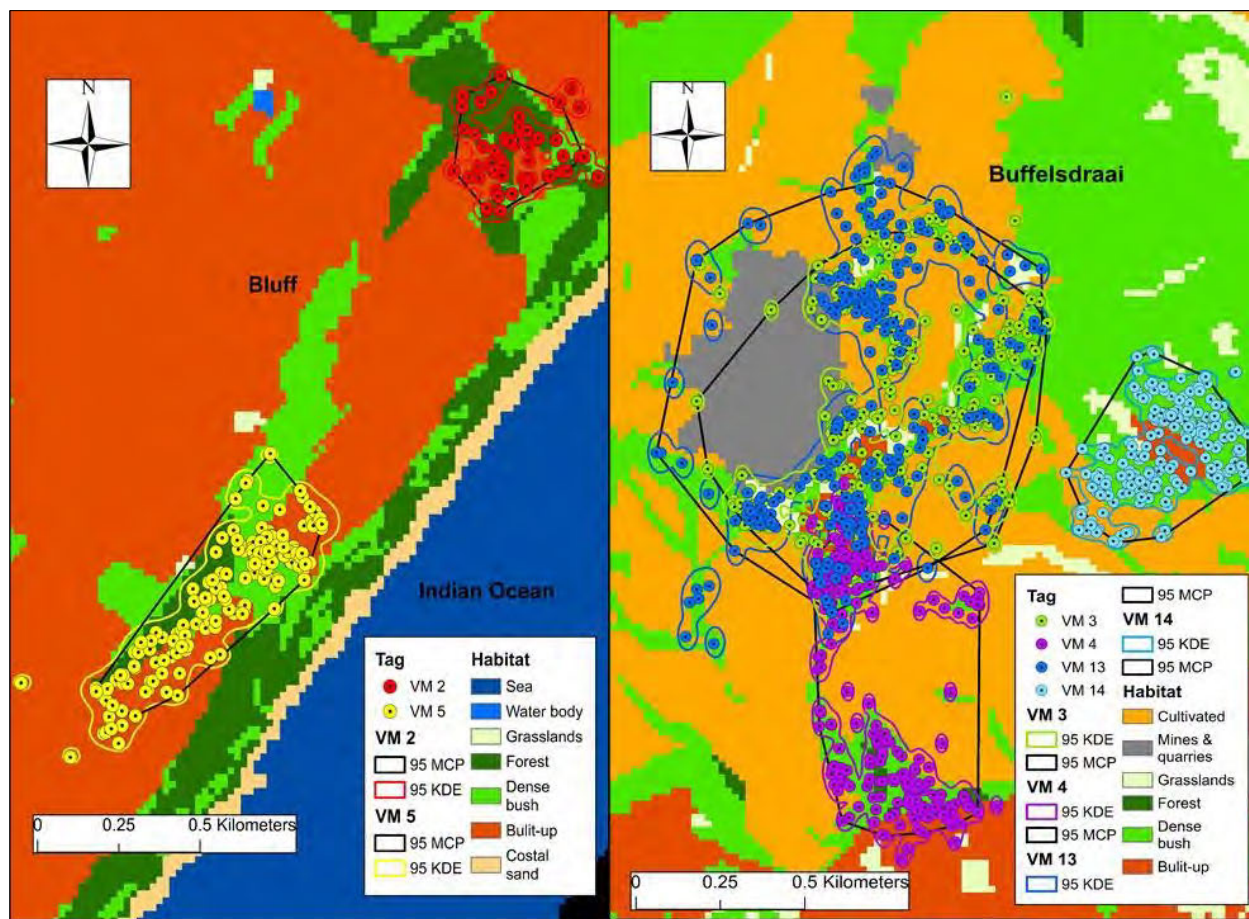 N
Bluff
Indian Ocean
Tag
VM 2
VM 5
VM 2
95 MCP
95 KDE
VM 5
95 MCP
95 KDE
Habitat
Sea
Water body
Grasslands
Forest
Dense
bush
Bulit-up
Costal
sand
0 0.25 0.5 Kilometers
N
Buffelsdraai
Tag
VM 3
VM 4
VM 13
VM 14
VM 3
95 KDE
95 MCP
VM 4
95 KDE
95 MCP
VM 13
95 KDE
95 MCP
VM 14
95 KDE
95 MCP
Habitat
Cultivated
Mines &
quarries
Grasslands
Forest
Dense
bush
Bulit-up
0 0.25 0.5 Kilometers